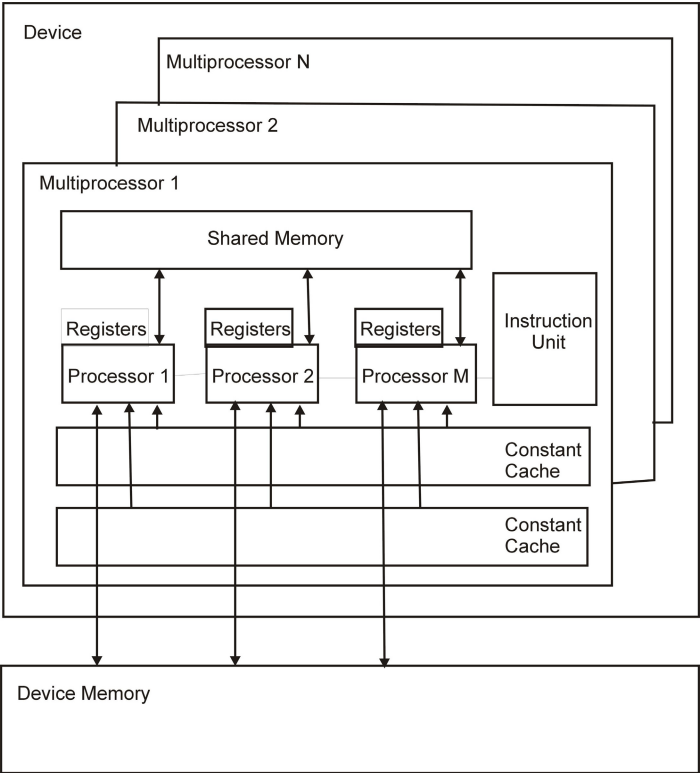 Device
Multiprocessor N
Multiprocessor 2
Multiprocessor 1
Shared Memory
Registers
Registers
Registers
Instruction
Unit
Processor 1
Processor 2
Processor M
Constant
Cache
Constant
Cache
Device Memory